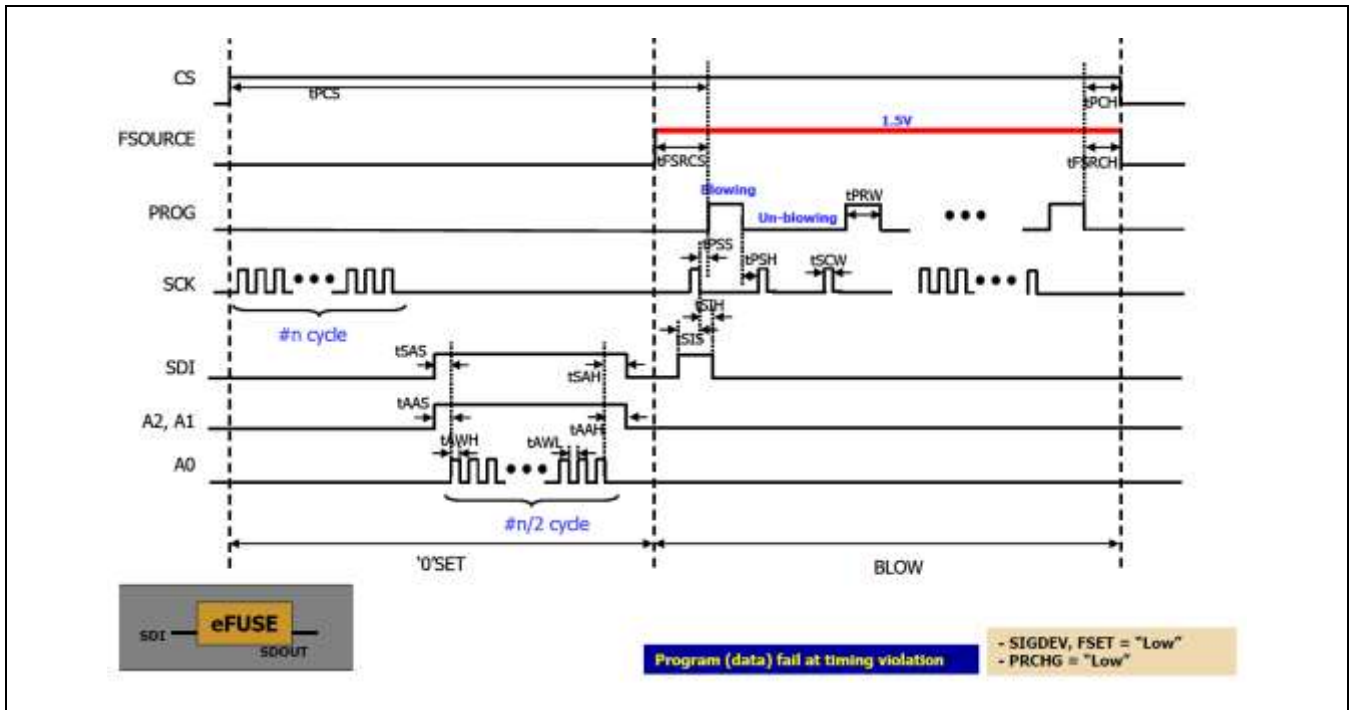 CS
tPCS
tPCH
FSOURCE
1.5V
tFSRCS
tFSRCH
PROG
Blowing
Un-blowing
tPRW
tPSS
tPSH
tSCW
SCK
#n cycle
tSIH
tSIS
SDI
tSAS
tSAH
A2, A1
tAAS
tAAH
tAWH
tAWL
A0
#n/2 cycle
'0'SET
BLOW
SDI
eFUSE
SDOUT
Program (data) fail at timing violation
- SIGDEV, FSET = "Low"
- PRCHG = "Low"